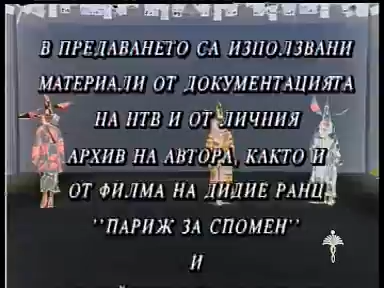 В ПРЕДАВАНЕТО СА ИЗПОЛЗВАНИ
МАТЕРИАЛИ ОТ ДОКУМЕНТАЦИЯТА
НА НТВ И ОТ ЛИЧНИЯ
АРХИВ НА АВТОРА, КАКТО И
ОТ ФИЛМА НА ДИДИЕ РАНЦ
"ПАРИЖ ЗА СПОМЕН"
И